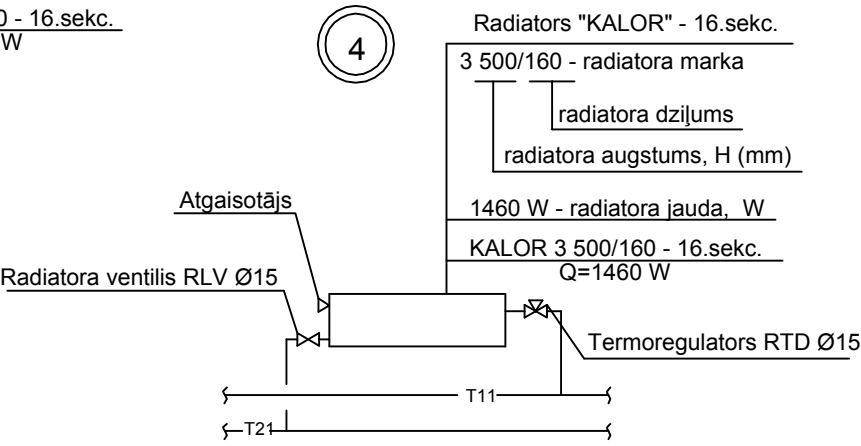 0 - 16.sekc.
W
4
Radiators "KALOR" - 16.sekc.
3 500/160 - radiatora marka
radiatora dziļums
radiatora augstums, H (mm)
Atgaisotājs
1460 W - radiatora jauda, W
KALOR 3 500/160 - 16.sekc.
Q=1460 W
Radiatora ventilis RLV Ø15
Termoregulators RTD Ø15
T11
T21